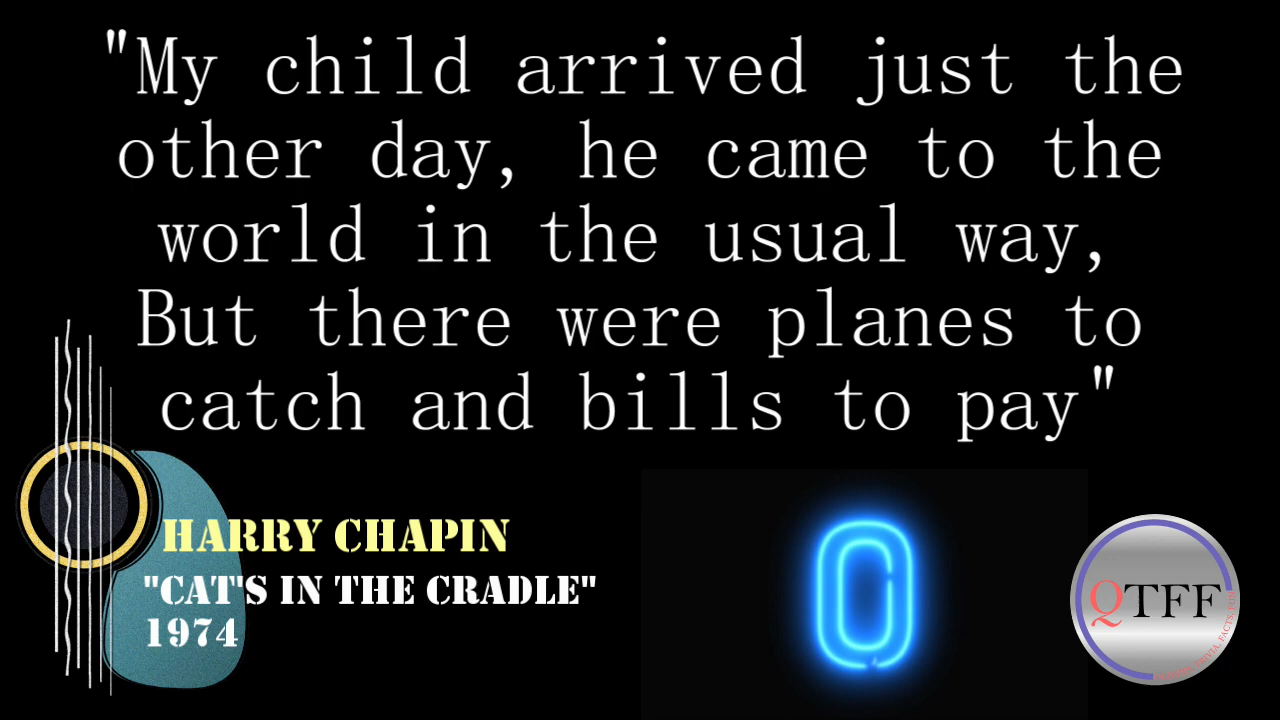 "My child arrived just the
other day, he came to the
world in the usual way,
But there were planes to
catch and bills to pay"
HARRY CHAPIN
"CAT'S IN THE CRADLE"
1974
0
QTFF